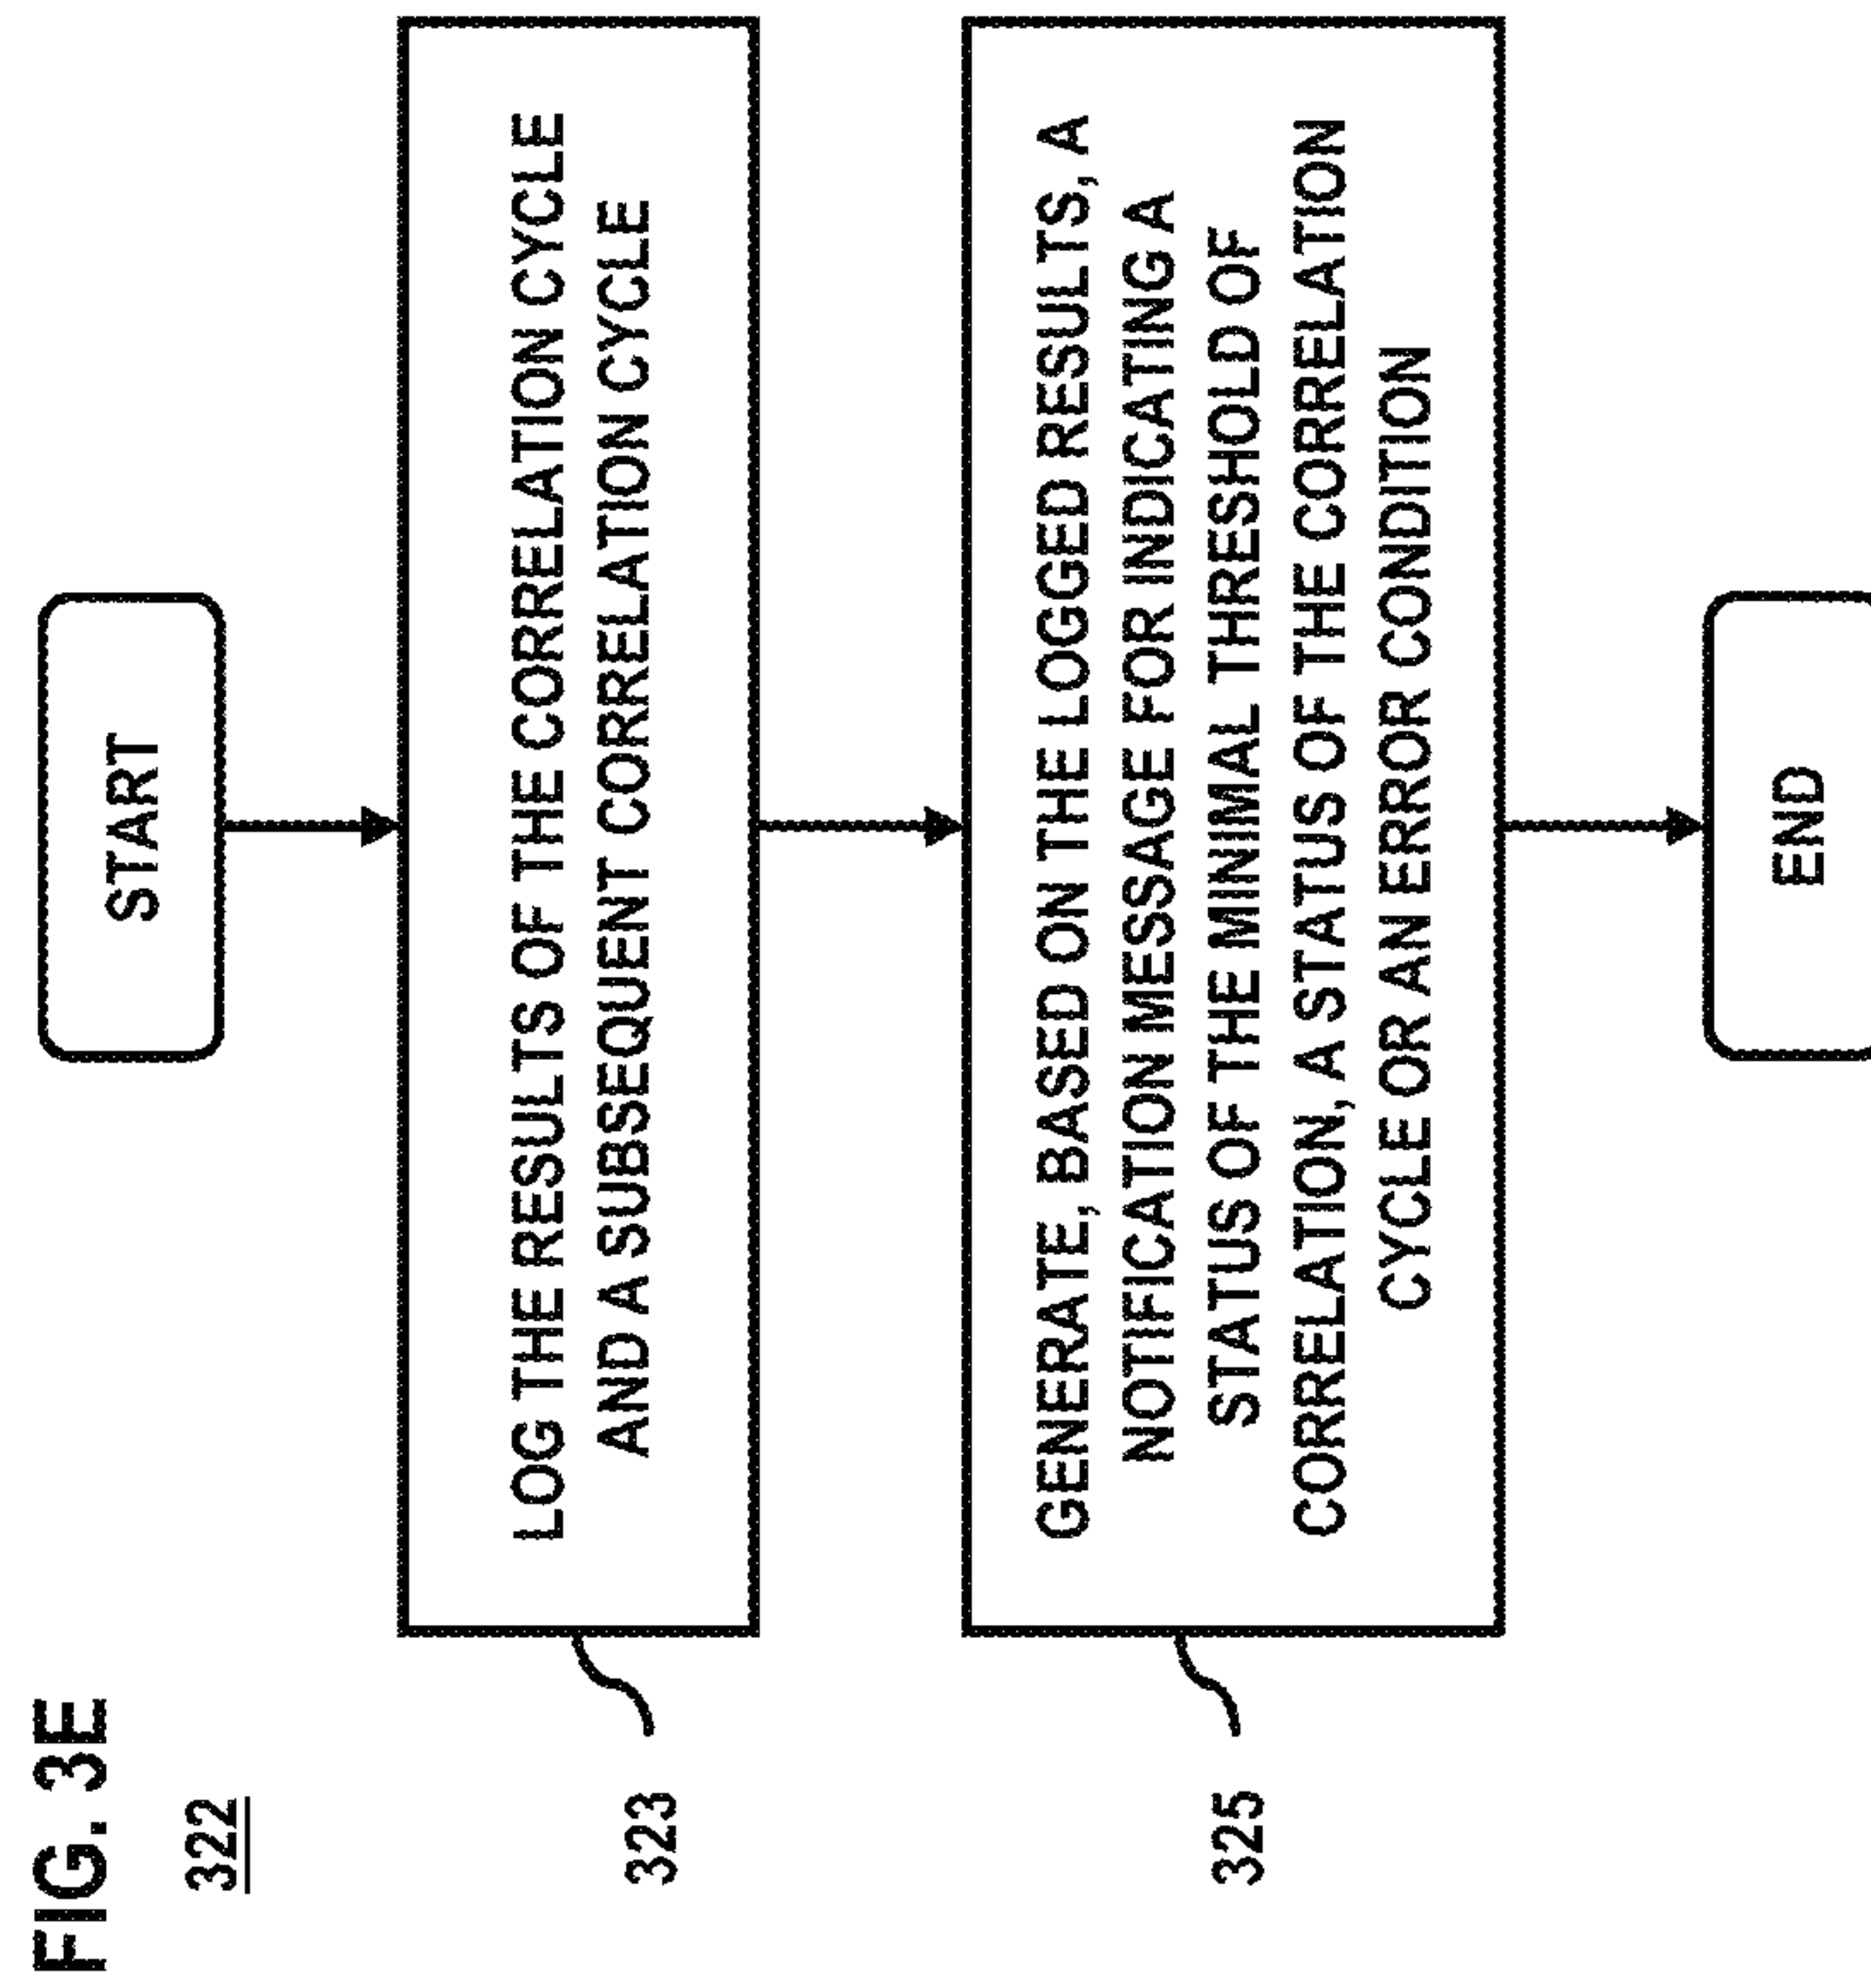 FIG. 3E
322
START
LOG THE RESULTS OF THE CORRELATION CYCLE
AND A SUBSEQUENT CORRELATION CYCLE
323
GENERATE, BASED ON THE LOGGED RESULTS, A
NOTIFICATION MESSAGE FOR INDICATING A
STATUS OF THE MINIMAL THRESHOLD OF
CORRELATION, A STATUS OF THE CORRELATION
CYCLE OR AN ERROR CONDITION
325
END